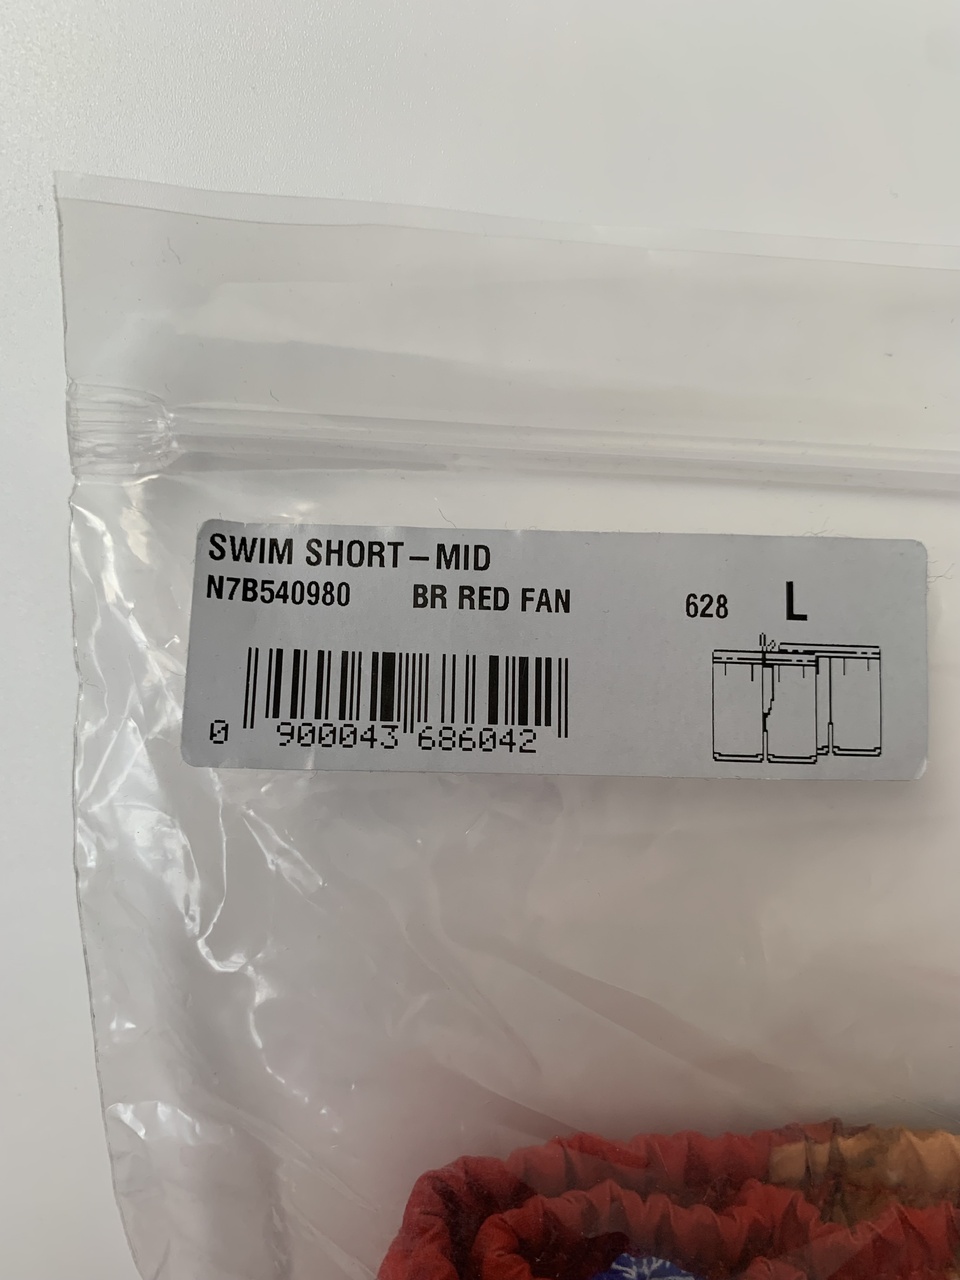 SWIM SHORT–MID
N7B540980 BR RED FAN 628 L
0 900043 686042